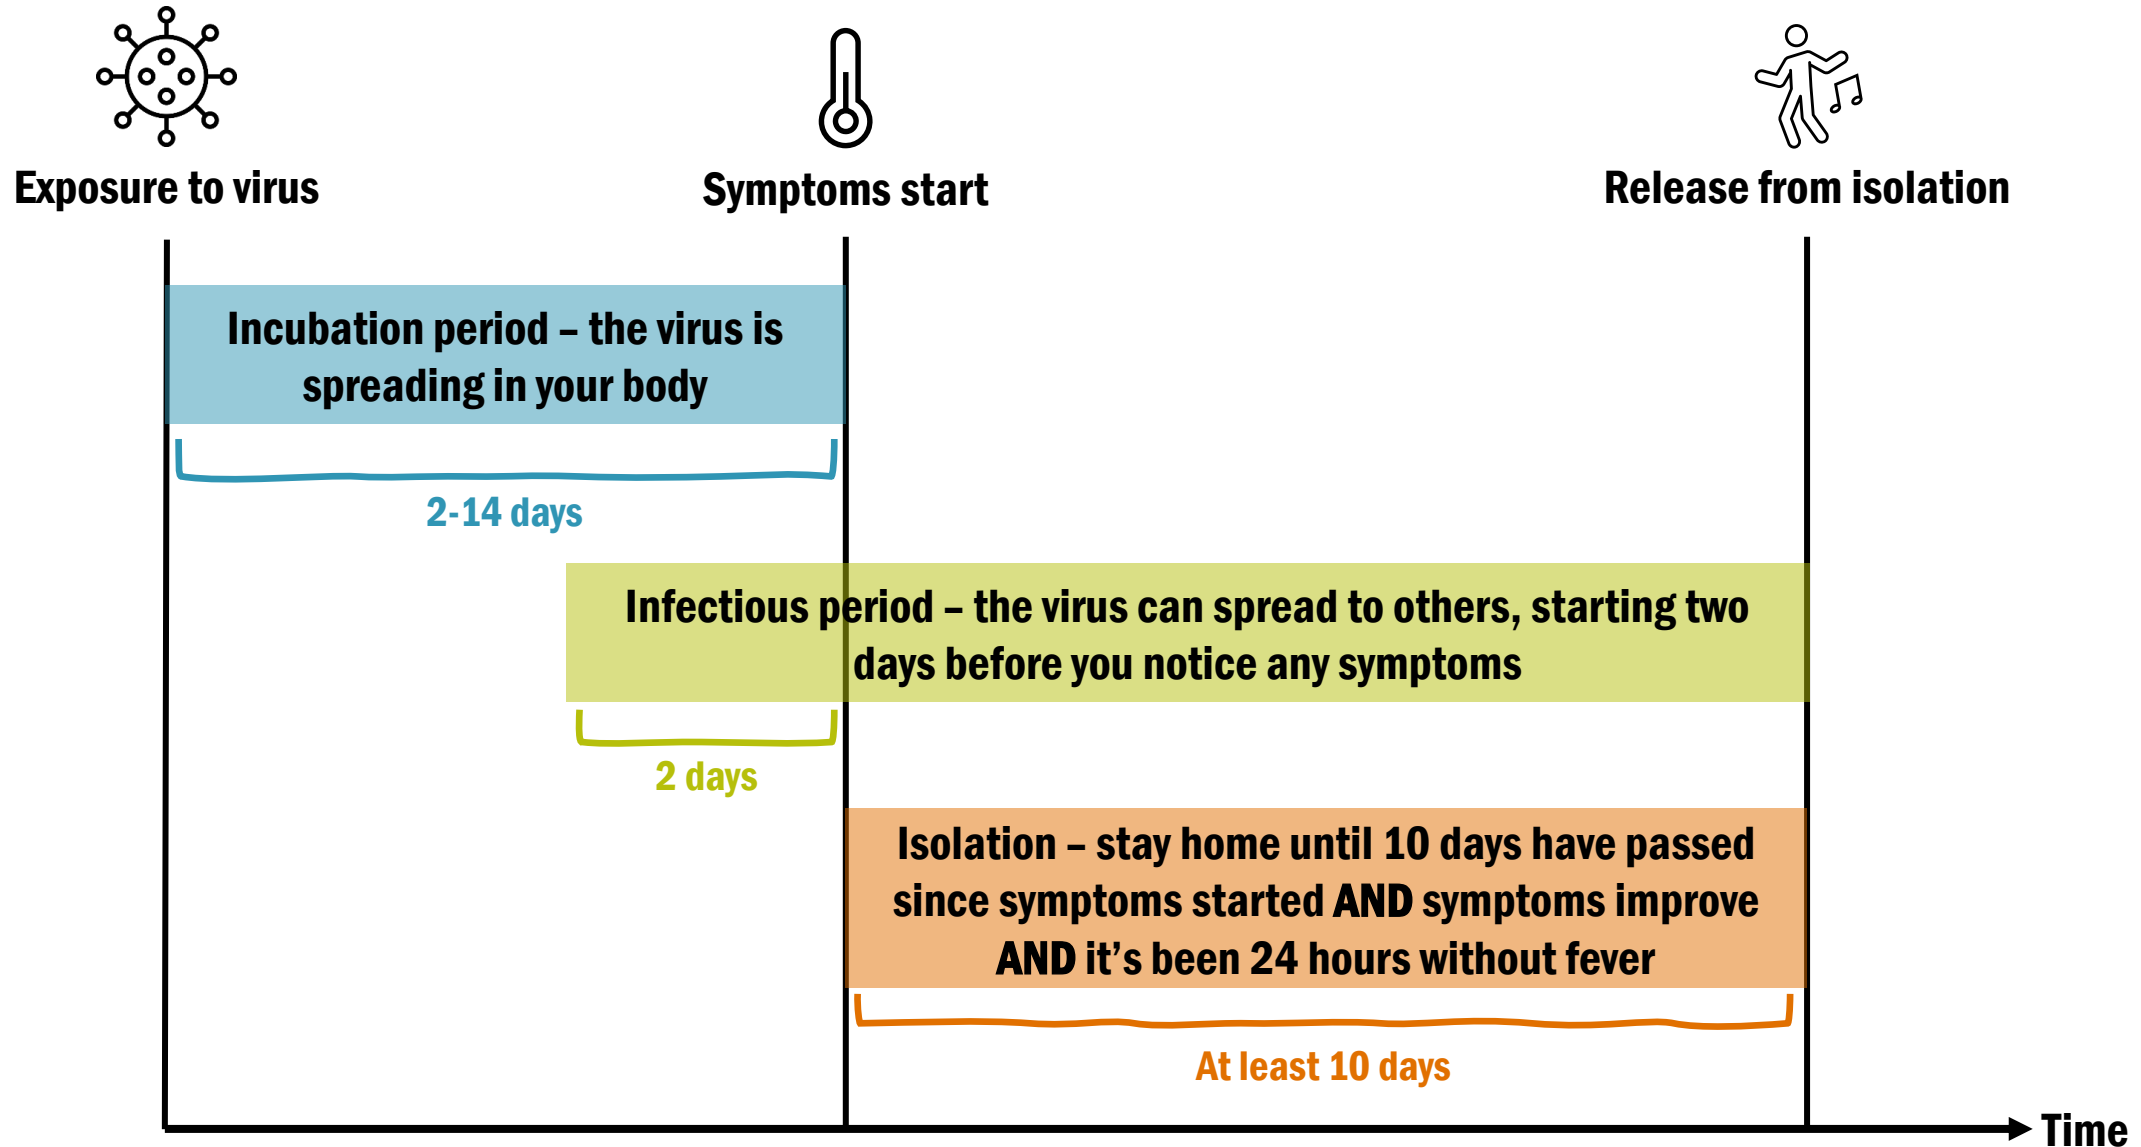 Exposure to virus
Symptoms start
Release from isolation
Incubation period – the virus is
spreading in your body
2-14 days
Infectious period – the virus can spread to others, starting two
days before you notice any symptoms
2 days
Isolation – stay home until 10 days have passed
since symptoms started AND symptoms improve
AND it’s been 24 hours without fever
At least 10 days
Time